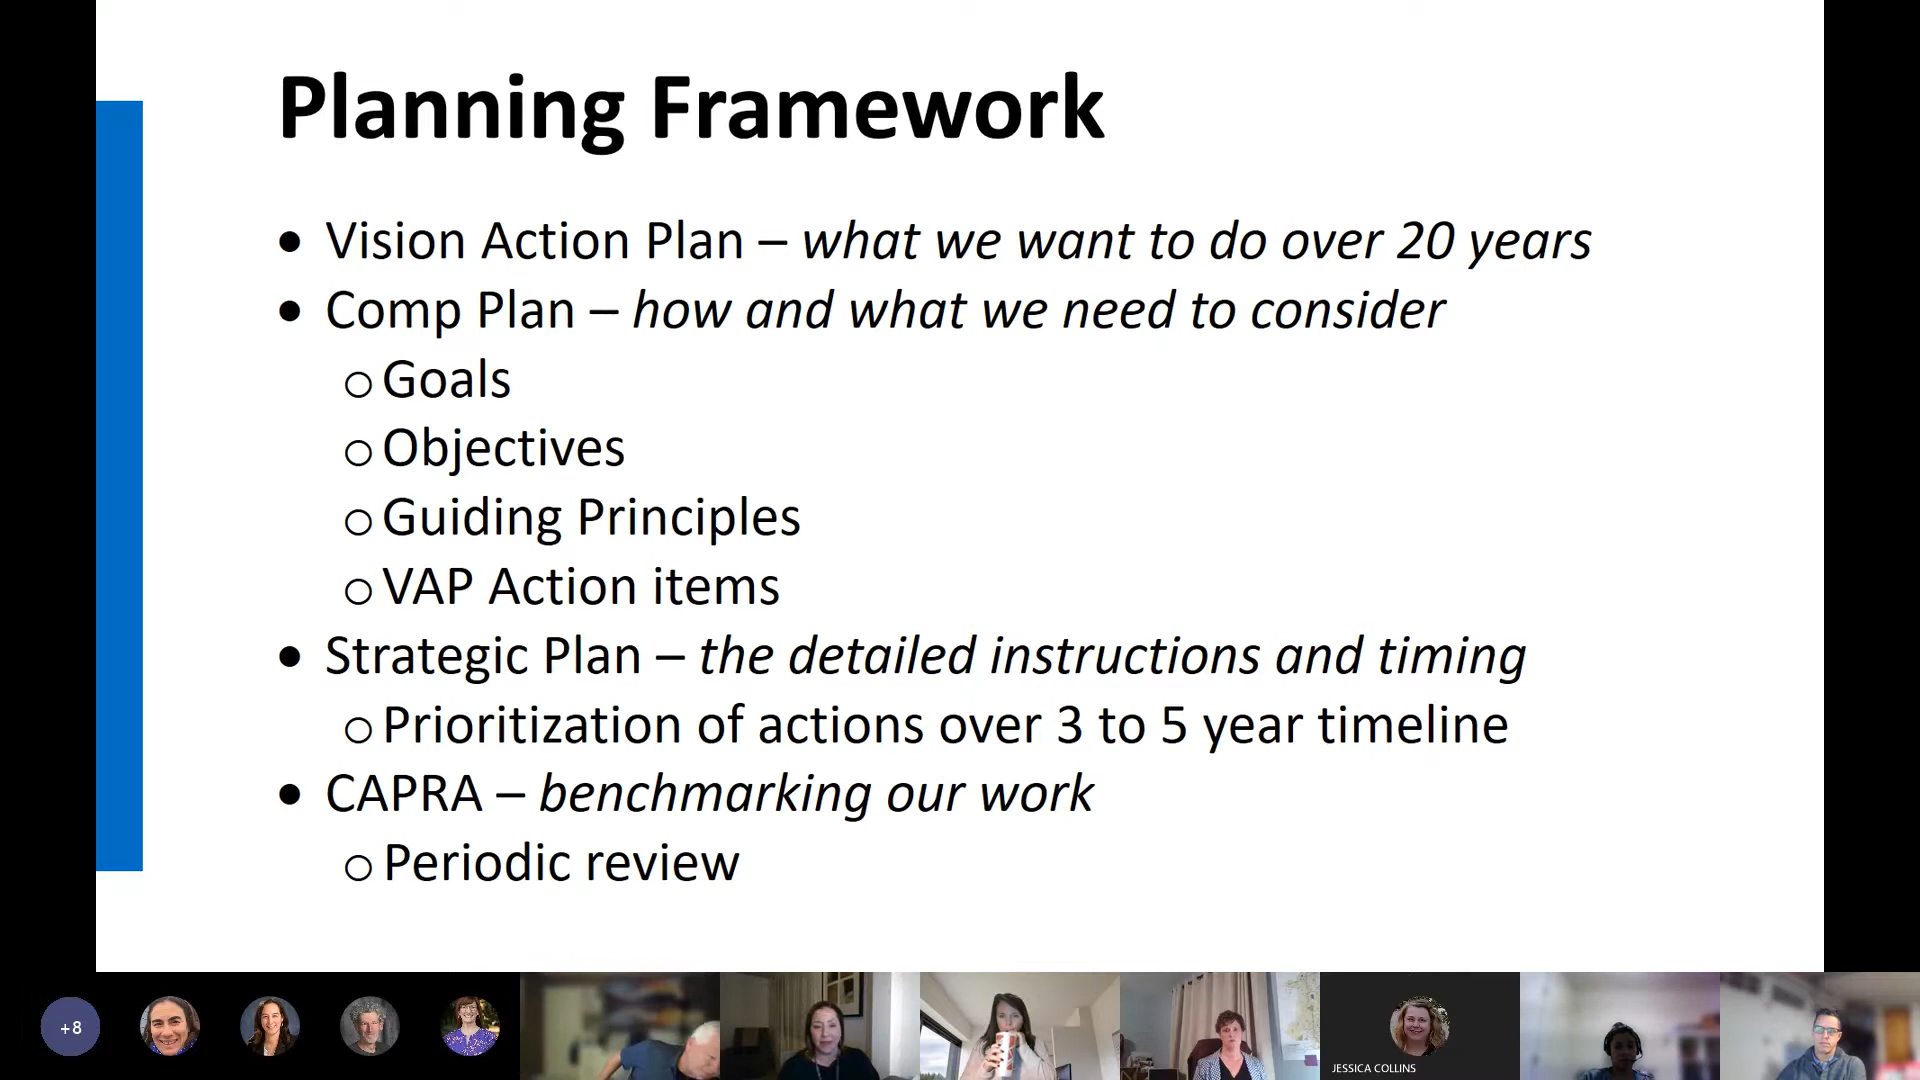 Planning Framework
• Vision Action Plan – what we want to do over 20 years
• Comp Plan – how and what we need to consider
o Goals
o Objectives
o Guiding Principles
o VAP Action items
• Strategic Plan – the detailed instructions and timing
o Prioritization of actions over 3 to 5 year timeline
• CAPRA – benchmarking our work
o Periodic review
+8
JESSICA COLLINS